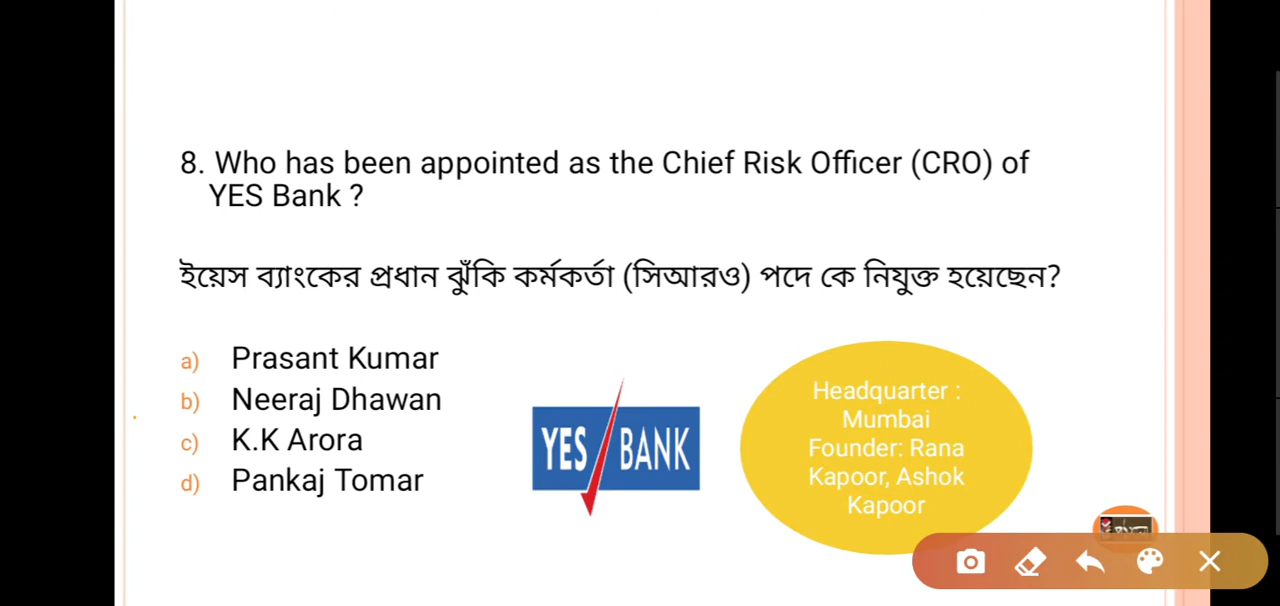 8. Who has been appointed as the Chief Risk Officer (CRO) of
YES Bank ?
ইয়েস ব্যাংকের প্রধান ঝুঁকি কর্মকর্তা (সিআরও) পদে কে নিযুক্ত হয়েছেন?
a) Prasant Kumar
b) Neeraj Dhawan
c) K.K Arora
d) Pankaj Tomar
YES BANK
Headquarter :
Mumbai
Founder: Rana
Kapoor, Ashok
Kapoor